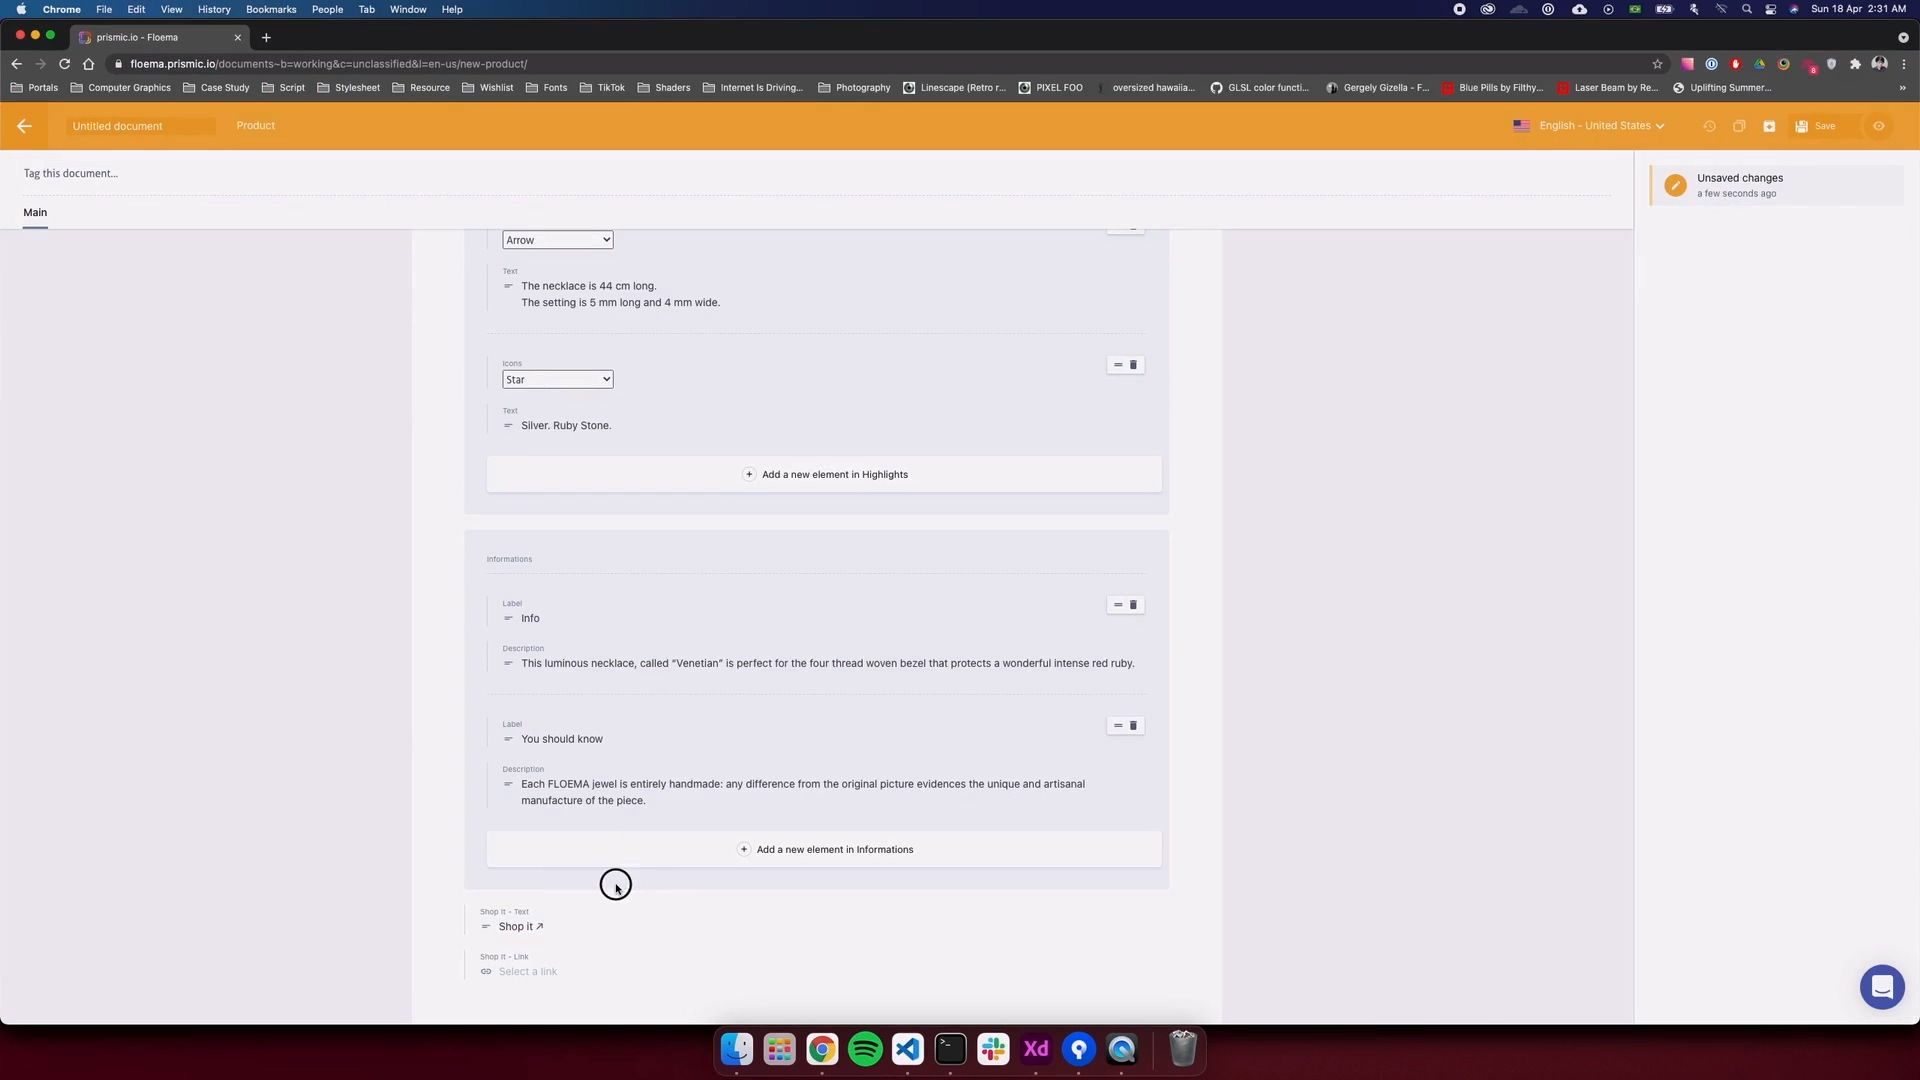 Chrome File Edit View History Bookmarks People Tab Window Help Sun 18 Apr 2:31 AM
prismic.io - Floema
floema.prismic.io/documents~b=working&c=unclassified&l=en-us/new-product/
8
Portals Computer Graphics Case Study Script Stylesheet Resource Wishlist Fonts TikTok Shaders Internet Is Driving... Photography Linescape (Retro r... PIXEL FOO oversized hawaiia... GLSL color functi... Gergely Gizella - F... Blue Pills by Filthy... Laser Beam by Re... Uplifting Summer... »
Untitled document Product English - United States Save
Tag this document...
Unsaved changes
a few seconds ago
Main
Arrow
Text
The necklace is 44 cm long.
The setting is 5 mm long and 4 mm wide.
Icons
Star
Text
Silver. Ruby Stone.
+ Add a new element in Highlights
Informations
Label
Info
Description
This luminous necklace, called “Venetian” is perfect for the four thread woven bezel that protects a wonderful intense red ruby.
Label
You should know
Description
Each FLOEMA jewel is entirely handmade: any difference from the original picture evidences the unique and artisanal
manufacture of the piece.
+ Add a new element in Informations
Shop It - Text
Shop it ↗
Shop It - Link
Select a link
Xd